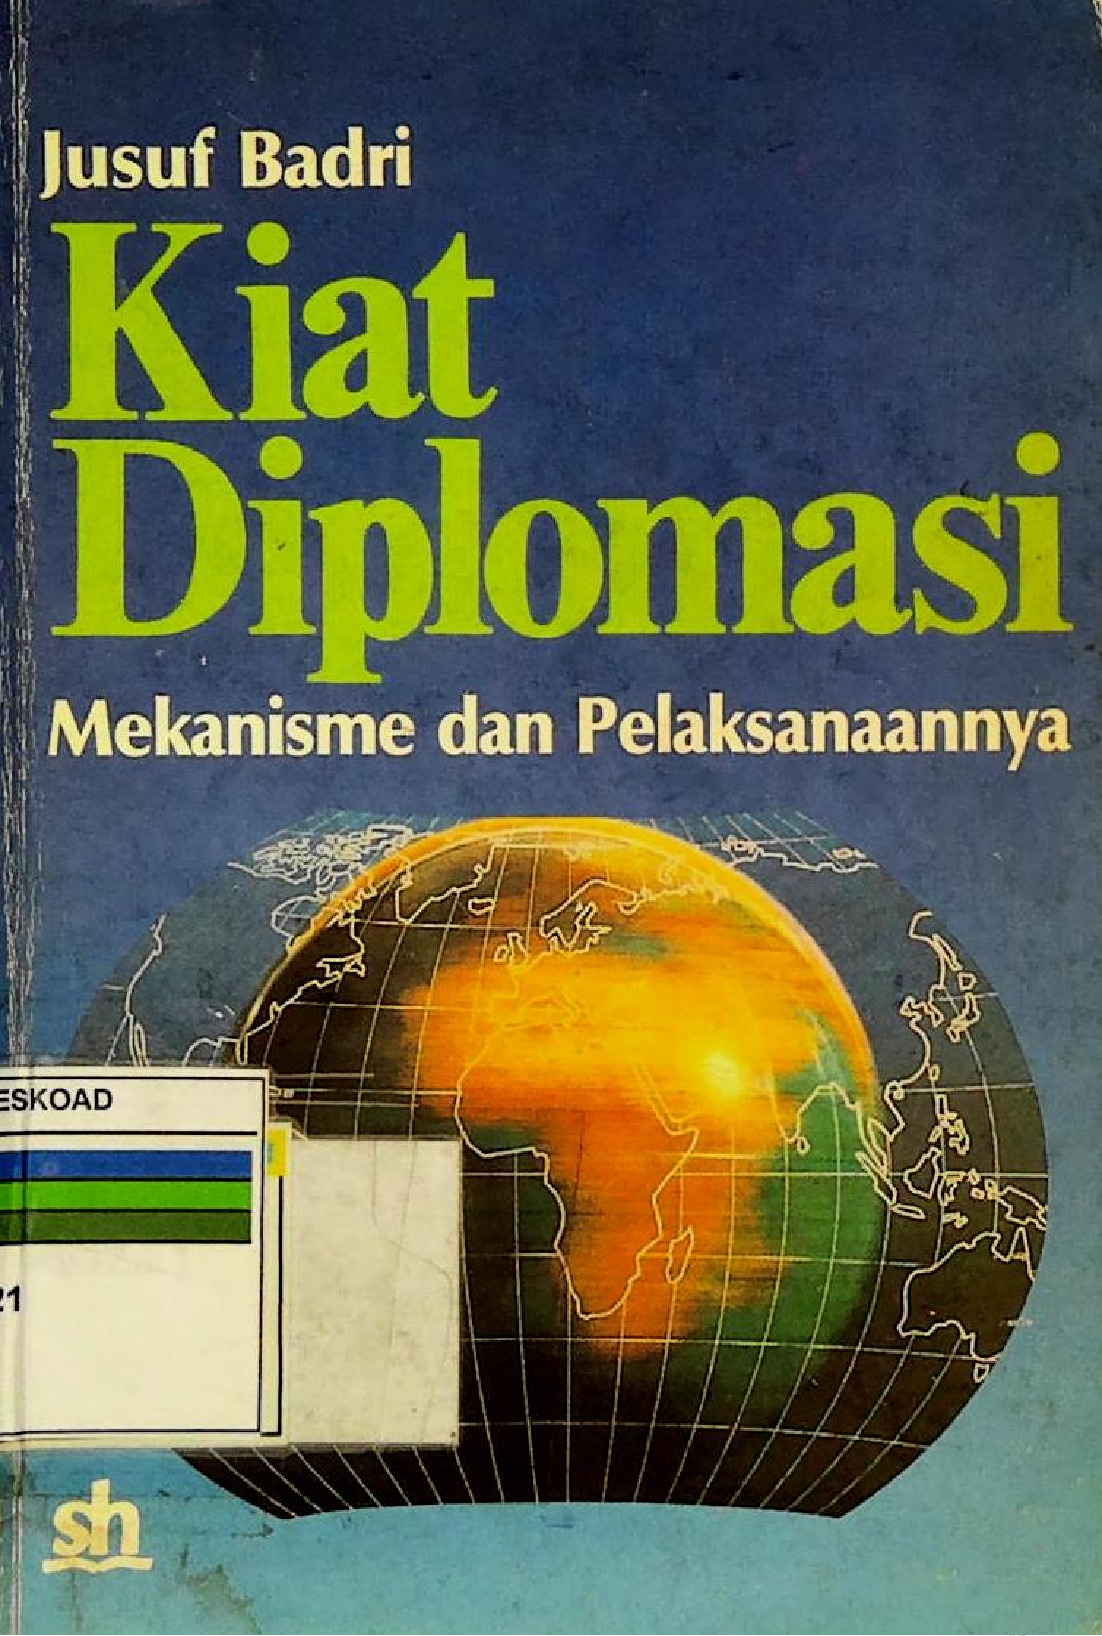 Jusuf Badri
Kiat
Diplomasi
Mekanisme dan Pelaksanaannya
ESKOAD
21
sh